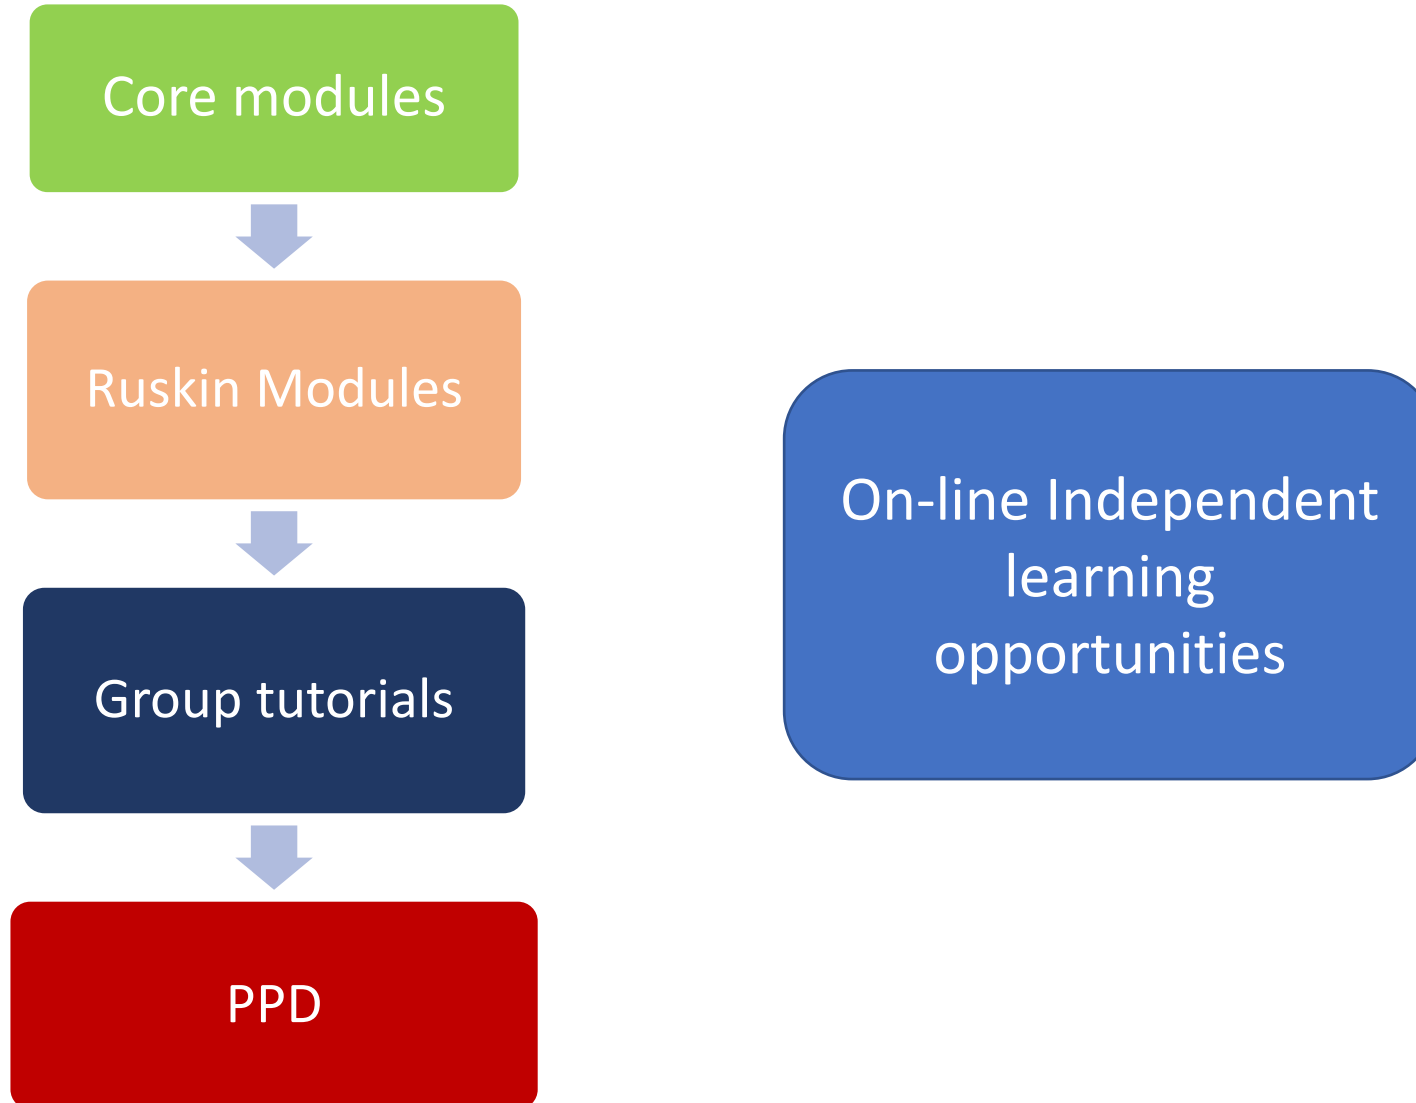 Core modules
Ruskin Modules
Group tutorials
PPD
On-line Independent
learning
opportunities